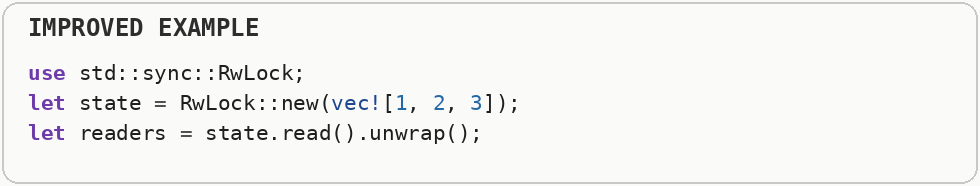 IMPROVED EXAMPLE
use std::sync::RwLock;
let state = RwLock::new(vec![1, 2, 3]);
let readers = state.read().unwrap();